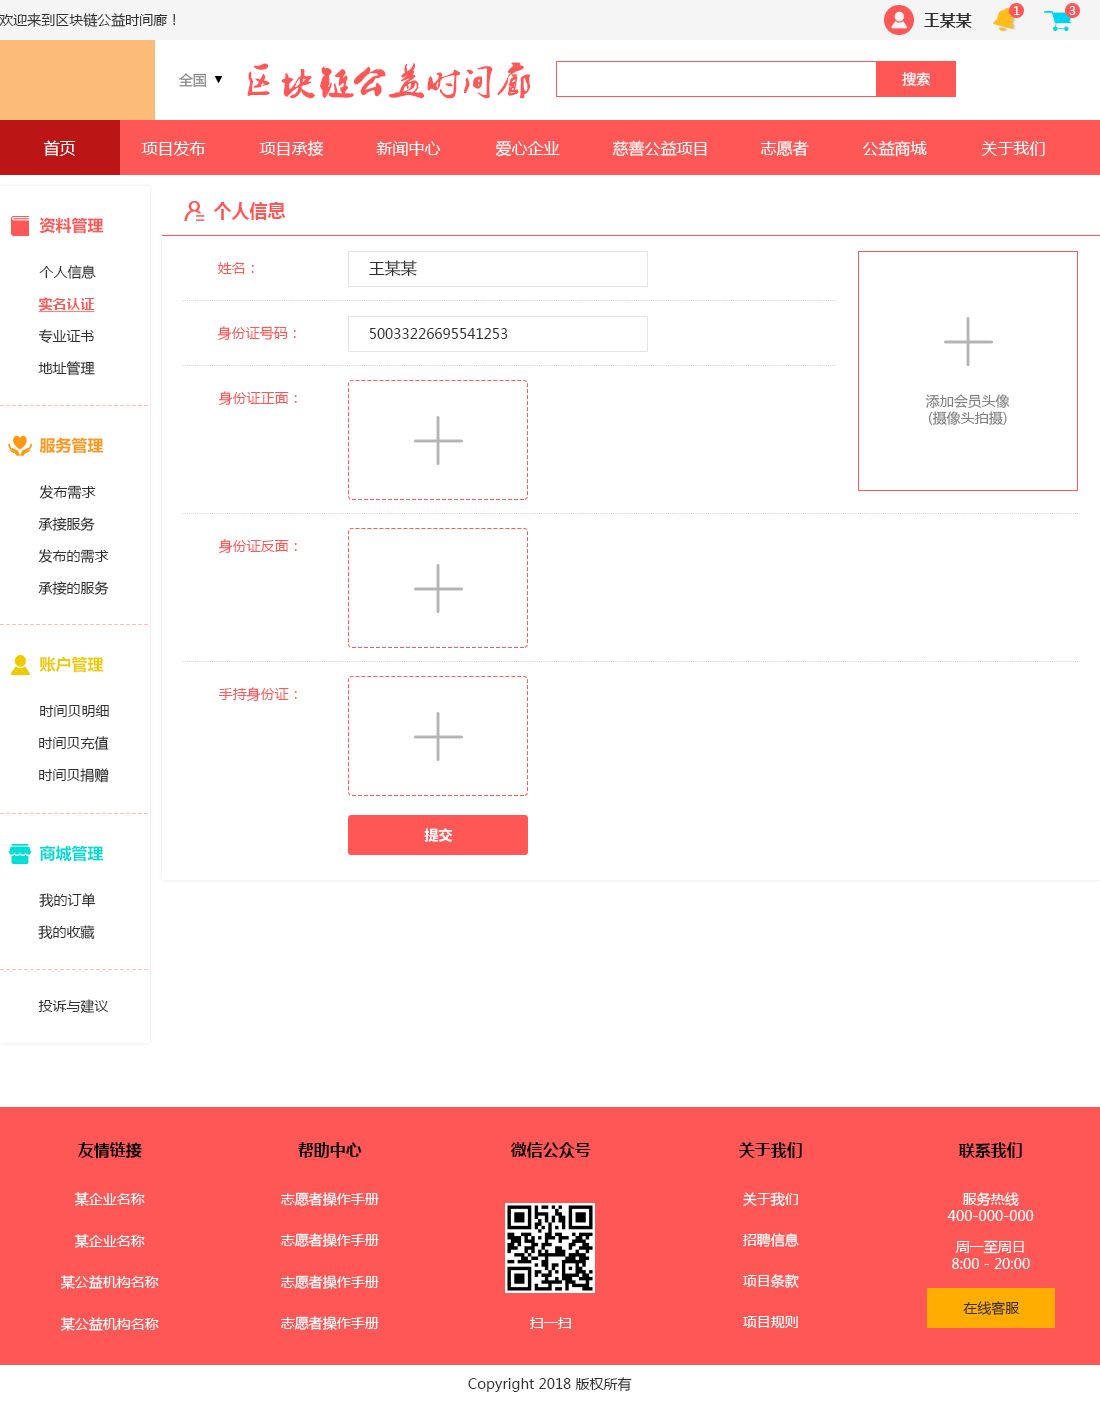 欢迎来到区块链公益时间廊！
王某某
1
3
全国
区块链公益时间廊
搜索
首页
项目发布
项目承接
新闻中心
爱心企业
慈善公益项目
志愿者
公益商城
关于我们
资料管理
个人信息
实名认证
专业证书
地址管理
服务管理
发布需求
承接服务
发布的需求
承接的服务
账户管理
时间贝明细
时间贝充值
时间贝捐赠
商城管理
我的订单
我的收藏
投诉与建议
个人信息
姓名：
王某某
身份证号码：
50033226695541253
身份证正面：
身份证反面：
手持身份证：
添加会员头像
(摄像头拍摄)
提交
友情链接
某企业名称
某企业名称
某公益机构名称
某公益机构名称
帮助中心
志愿者操作手册
志愿者操作手册
志愿者操作手册
志愿者操作手册
微信公众号
扫一扫
关于我们
关于我们
招聘信息
项目条款
项目规则
联系我们
服务热线
400-000-000
周一至周日
8:00 - 20:00
在线客服
Copyright 2018 版权所有